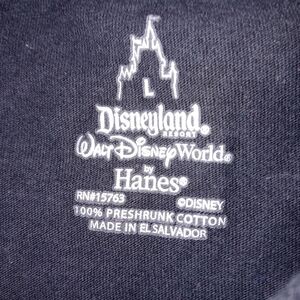 L
Disneyland®
RESORT
Walt Disney World®
by
Hanes®
RN#15763 ©DISNEY
100% PRESHRUNK COTTON
MADE IN EL SALVADOR